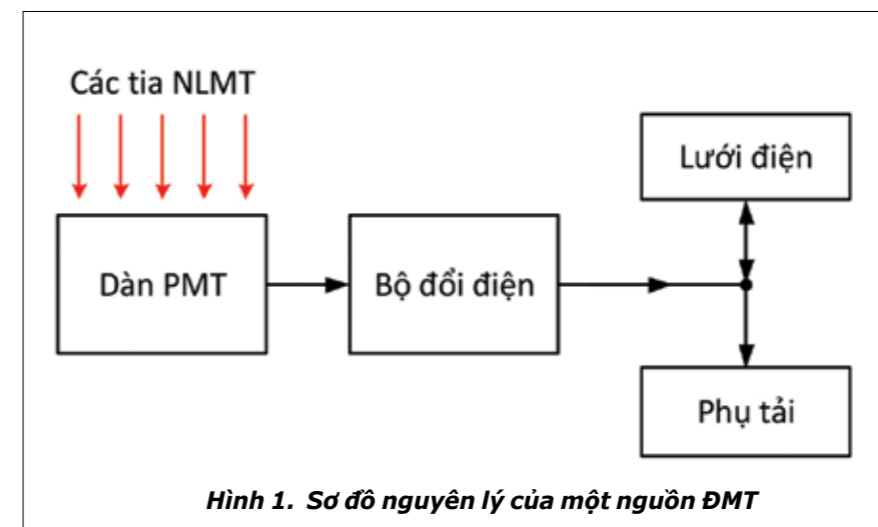 Các tia NLMT
Lưới điện
Dàn PMT
Bộ đổi điện
Phụ tải
Hình 1. Sơ đồ nguyên lý của một nguồn ĐMT